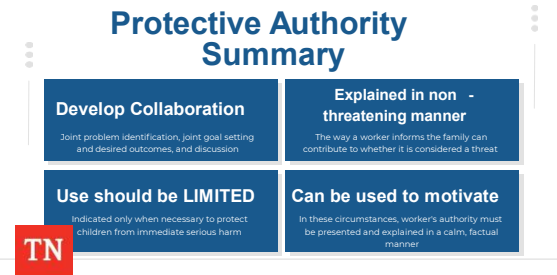 Protective Authority
Summary
Develop Collaboration
Joint problem identification, joint goal setting
and desired outcomes, and discussion
Explained in non -
threatening manner
The way a worker informs the family can
contribute to whether it is considered a threat
Use should be LIMITED
Indicated only when necessary to protect
children from immediate serious harm
Can be used to motivate
In these circumstances, worker's authority must
be presented and explained in a calm, factual
manner
TN